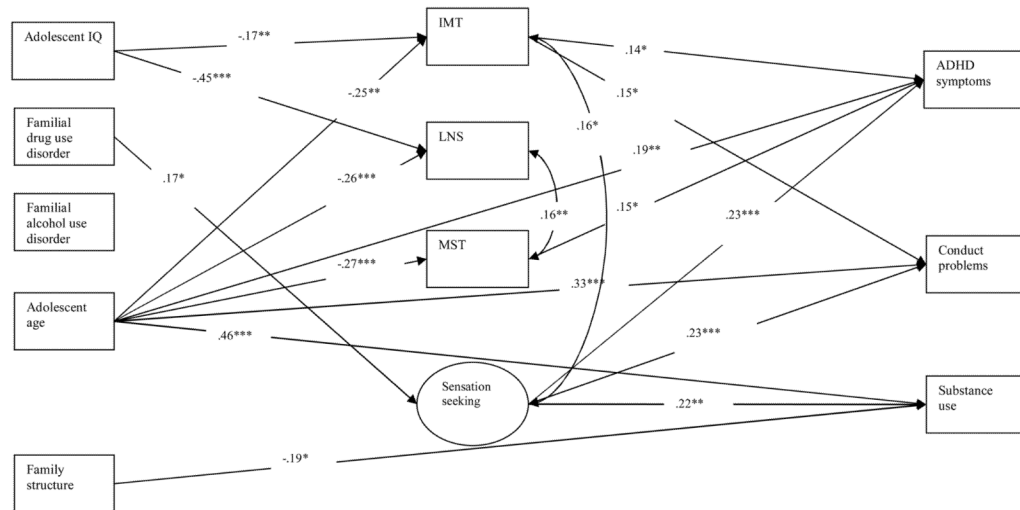 Adolescent IQ
Familial
drug use
disorder
Familial
alcohol use
disorder
Adolescent
age
Family
structure
IMT
LNS
MST
Sensation
seeking
ADHD
symptoms
Conduct
problems
Substance
use
-.17**
-.45***
-.25**
.17*
-.26***
-.27***
.46***
-.19*
.14*
.15*
.16*
.19**
.15*
.16**
.23***
.33***
.23***
.22**